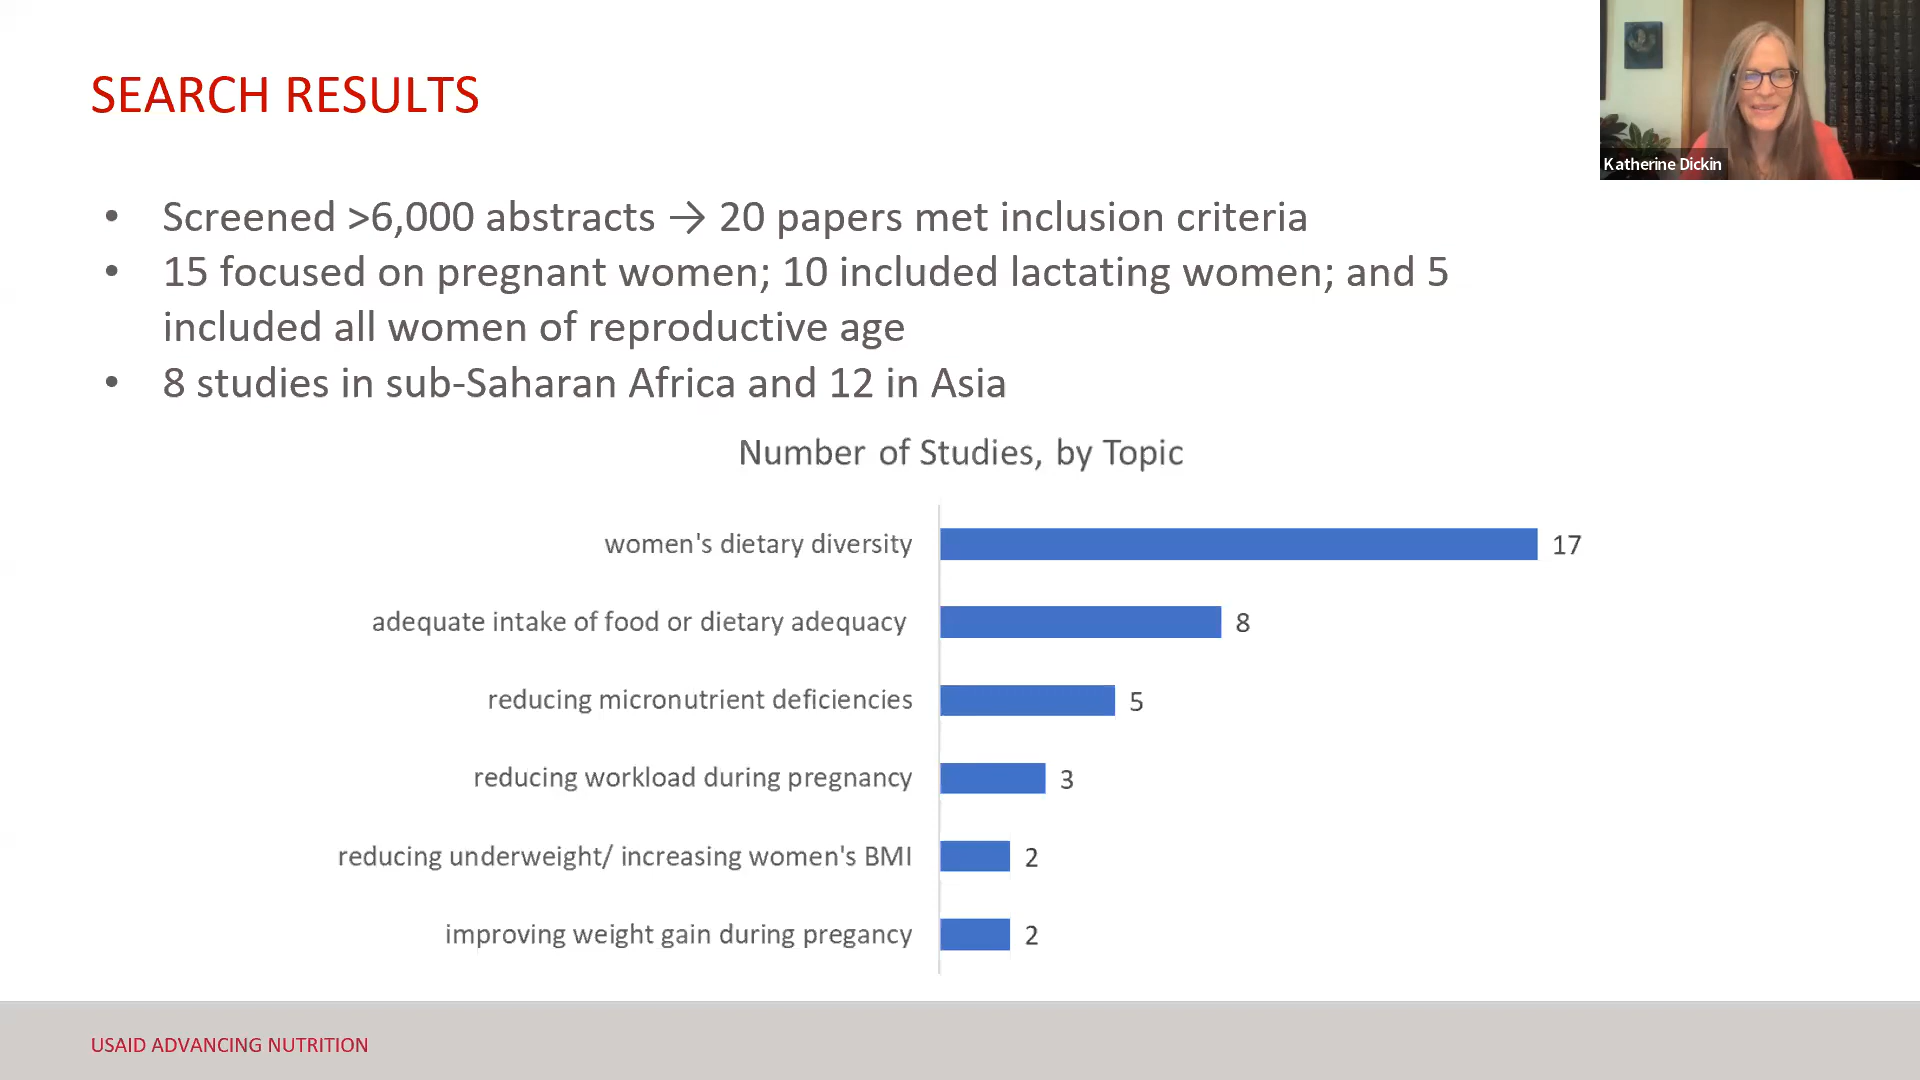 SEARCH RESULTS
Katherine Dickin
• Screened >6,000 abstracts → 20 papers met inclusion criteria
• 15 focused on pregnant women; 10 included lactating women; and 5
included all women of reproductive age
• 8 studies in sub-Saharan Africa and 12 in Asia
Number of Studies, by Topic
women's dietary diversity 17
adequate intake of food or dietary adequacy 8
reducing micronutrient deficiencies 5
reducing workload during pregnancy 3
reducing underweight/ increasing women's BMI 2
improving weight gain during pregancy 2
USAID ADVANCING NUTRITION